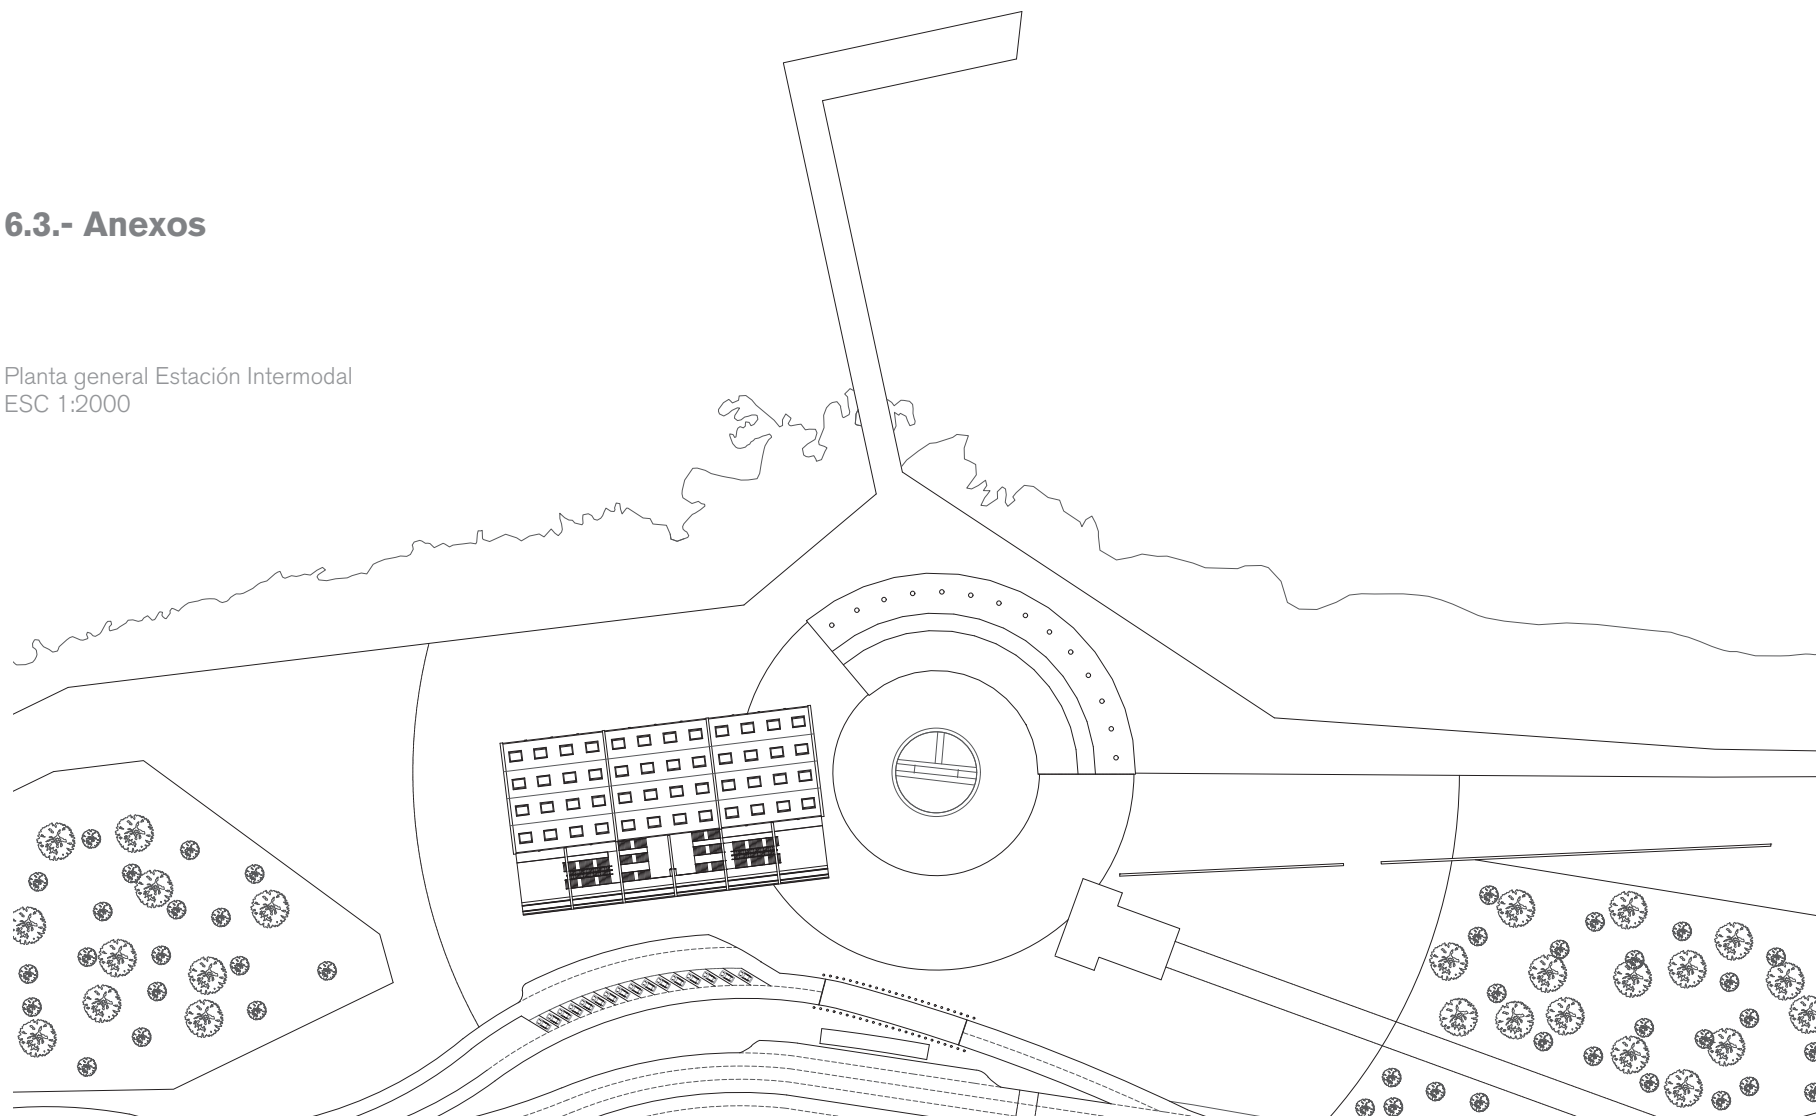 6.3.- Anexos
Planta general Estación Intermodal
ESC 1:2000